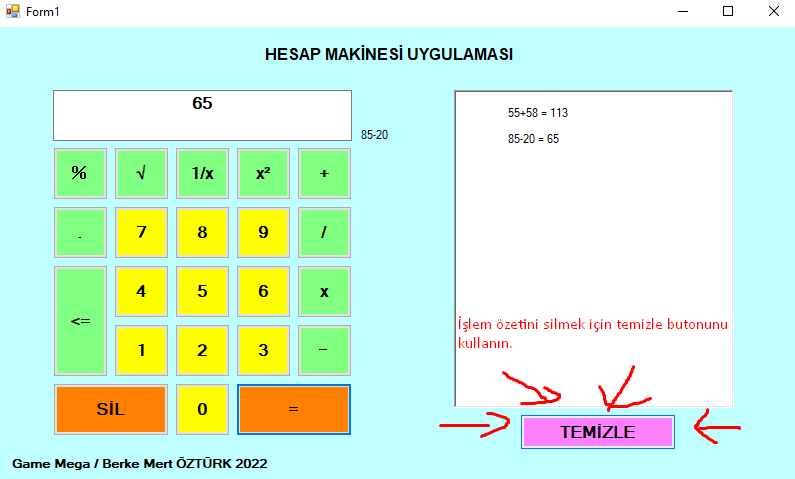 Form1
HESAP MAKİNESİ UYGULAMASI
65
85-20
% √ 1/x x² +
. 7 8 9 /
4 5 6 x
<=
1 2 3 -
SİL 0 =
55+58 = 113
85-20 = 65
İşlem özetini silmek için temizle butonunu
kullanın.
TEMİZLE
Game Mega / Berke Mert ÖZTÜRK 2022